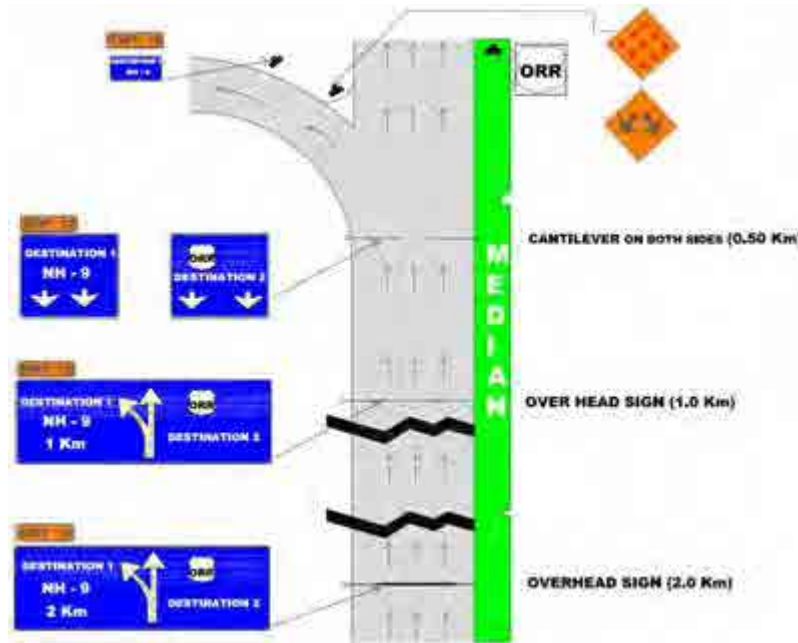 ORR
DESTINATION 1
NH - 9
ORR
DESTINATION 2
CANTILEVER ON BOTH SIDES (0.50 Km)
MEDIAN
DESTINATION 1
NH - 9
1 Km
ORR
DESTINATION 2
OVER HEAD SIGN (1.0 Km)
DESTINATION 1
NH - 9
2 Km
ORR
DESTINATION 2
OVERHEAD SIGN (2.0 Km)